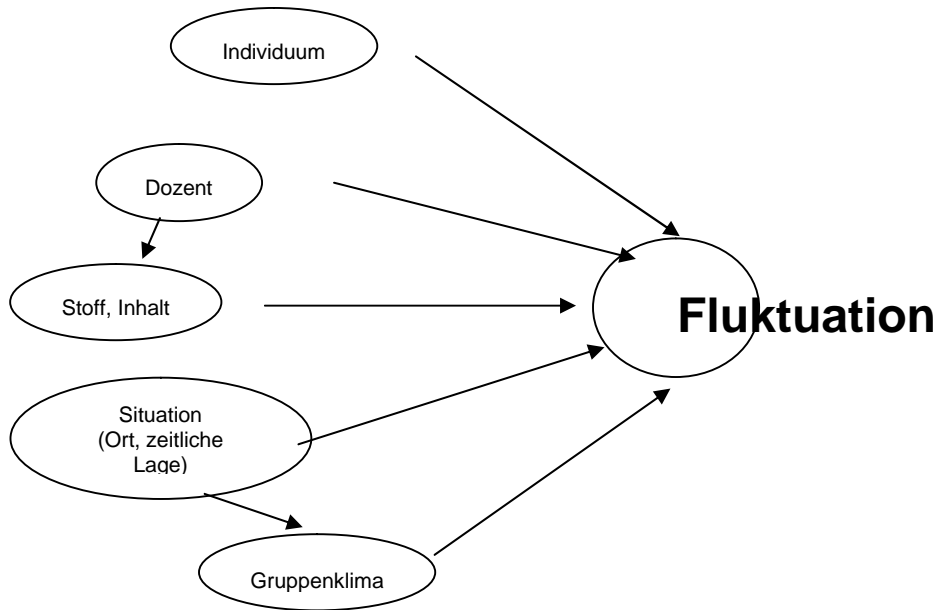 Individuum
Dozent
Stoff, Inhalt
Fluktuation
Situation
(Ort, zeitliche
Lage)
Gruppenklima